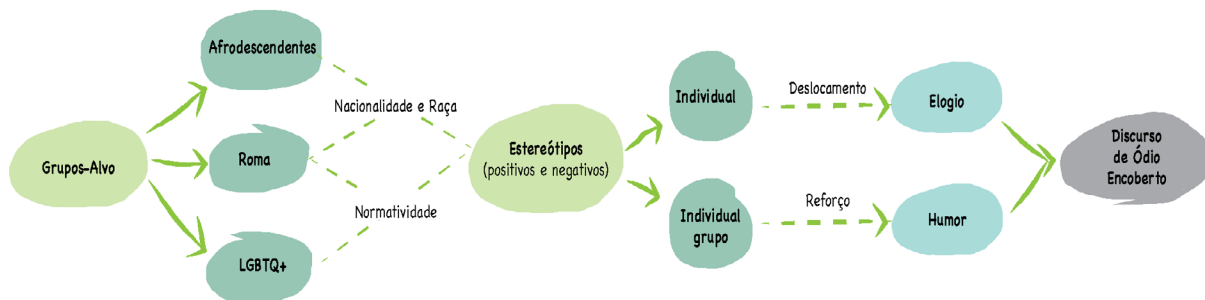 Grupos-Alvo
Afrodescendentes
Roma
LGBTQ+
Nacionalidade e Raça
Normatividade
Estereótipos
(positivos e negativos)
Individual
Individual
grupo
Deslocamento
Reforço
Elogio
Humor
Discurso
de Ódio
Encoberto